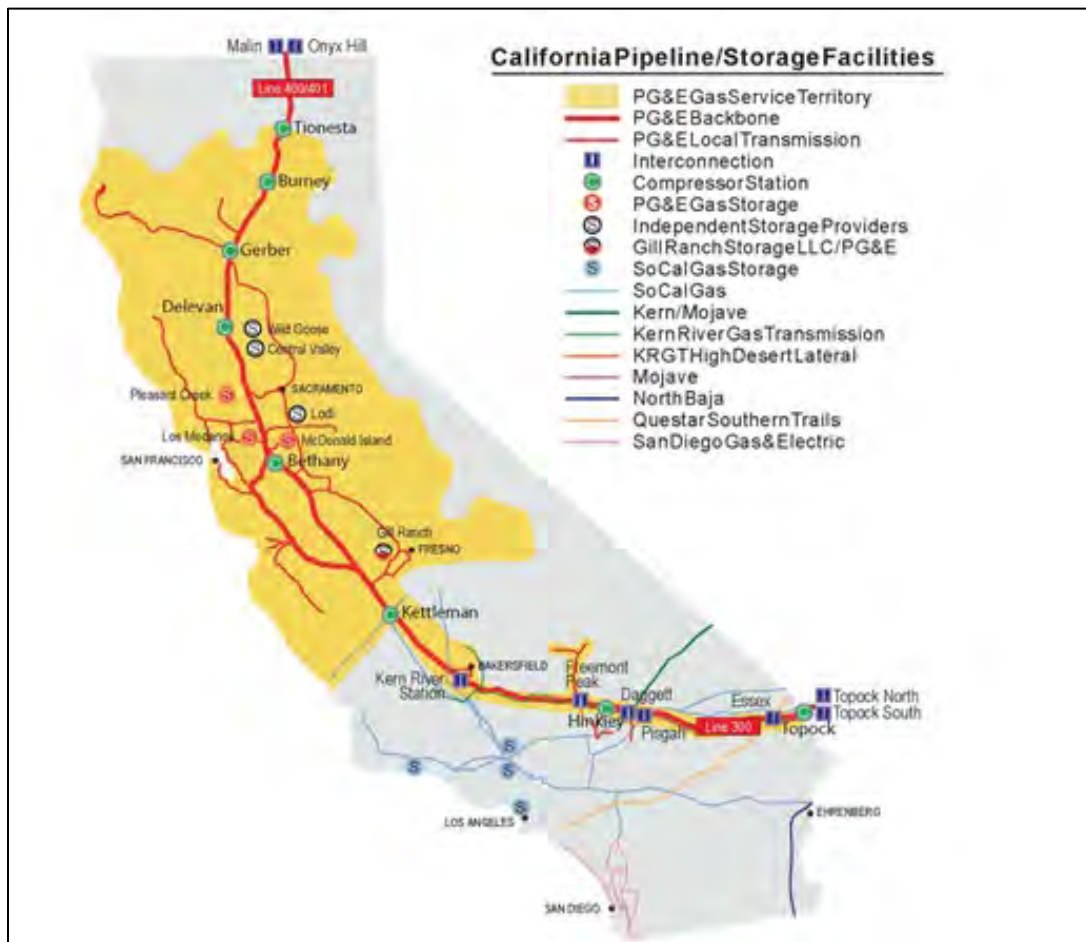 Malin
Onyx Hill
California Pipeline/Storage Facilities
Line 400/401
PG&E Gas Service Territory
PG&E Backbone
PG&E Local Transmission
Interconnection
Compressor Station
PG&E Gas Storage
Independent Storage Providers
Gill Ranch Storage LLC/PG&E
SoCal Gas Storage
SoCal Gas
Kern/Mojave
Kern River Gas Transmission
KRGT High Desert Lateral
Mojave
North Baja
Questar Southern Trails
San Diego Gas & Electric
Tionesta
Burney
Gerber
Delevan
Wild Goose
Central Valley
Pleasant Creek
SACRAMENTO
Lodi
Los Medanos
McDonald Island
SAN FRANCISCO
Bethany
Gill Ranch
FRESNO
Kettleman
BAKERSFIELD
Kern River
Station
Freemont
Peak
Daggett
Hinkley
Pisgah
Essex
Line 300
Topock North
Topock South
Topock
LOS ANGELES
EHRENBERG
SAN DIEGO